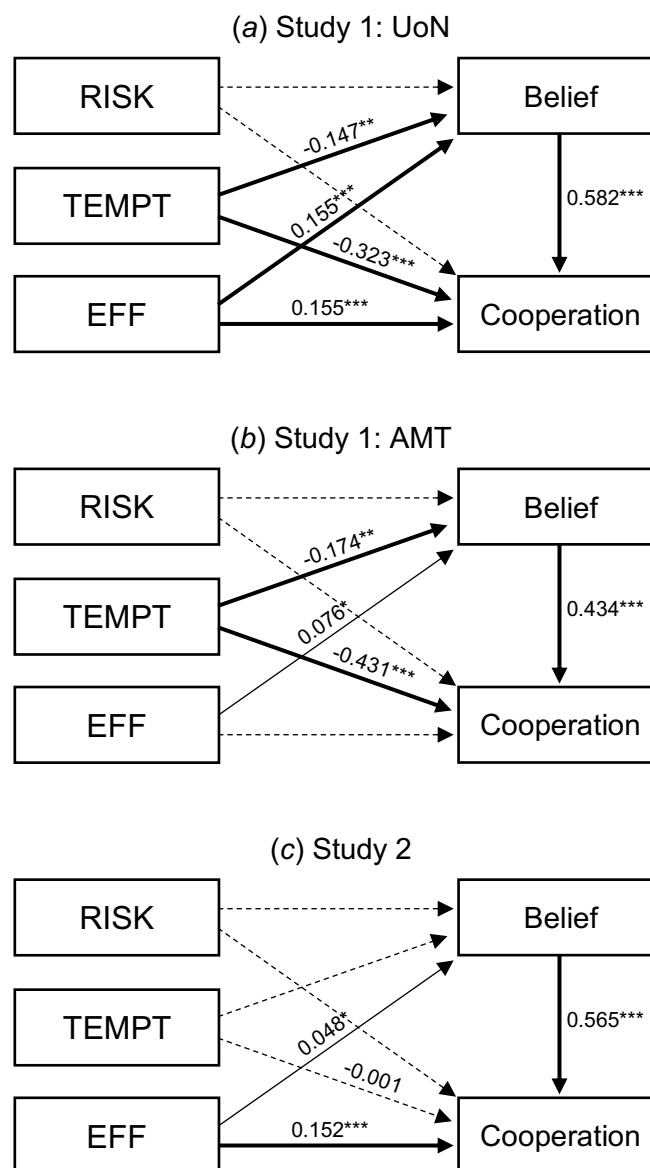 (a) Study 1: UoN
RISK
Belief
-0.147**
TEMPT
0.155***
0.582***
-0.323***
EFF
0.155***
Cooperation
(b) Study 1: AMT
RISK
Belief
-0.174**
TEMPT
0.076*
0.434***
-0.431***
EFF
Cooperation
(c) Study 2
RISK
Belief
TEMPT
0.048*
0.565***
-0.001
EFF
0.152***
Cooperation